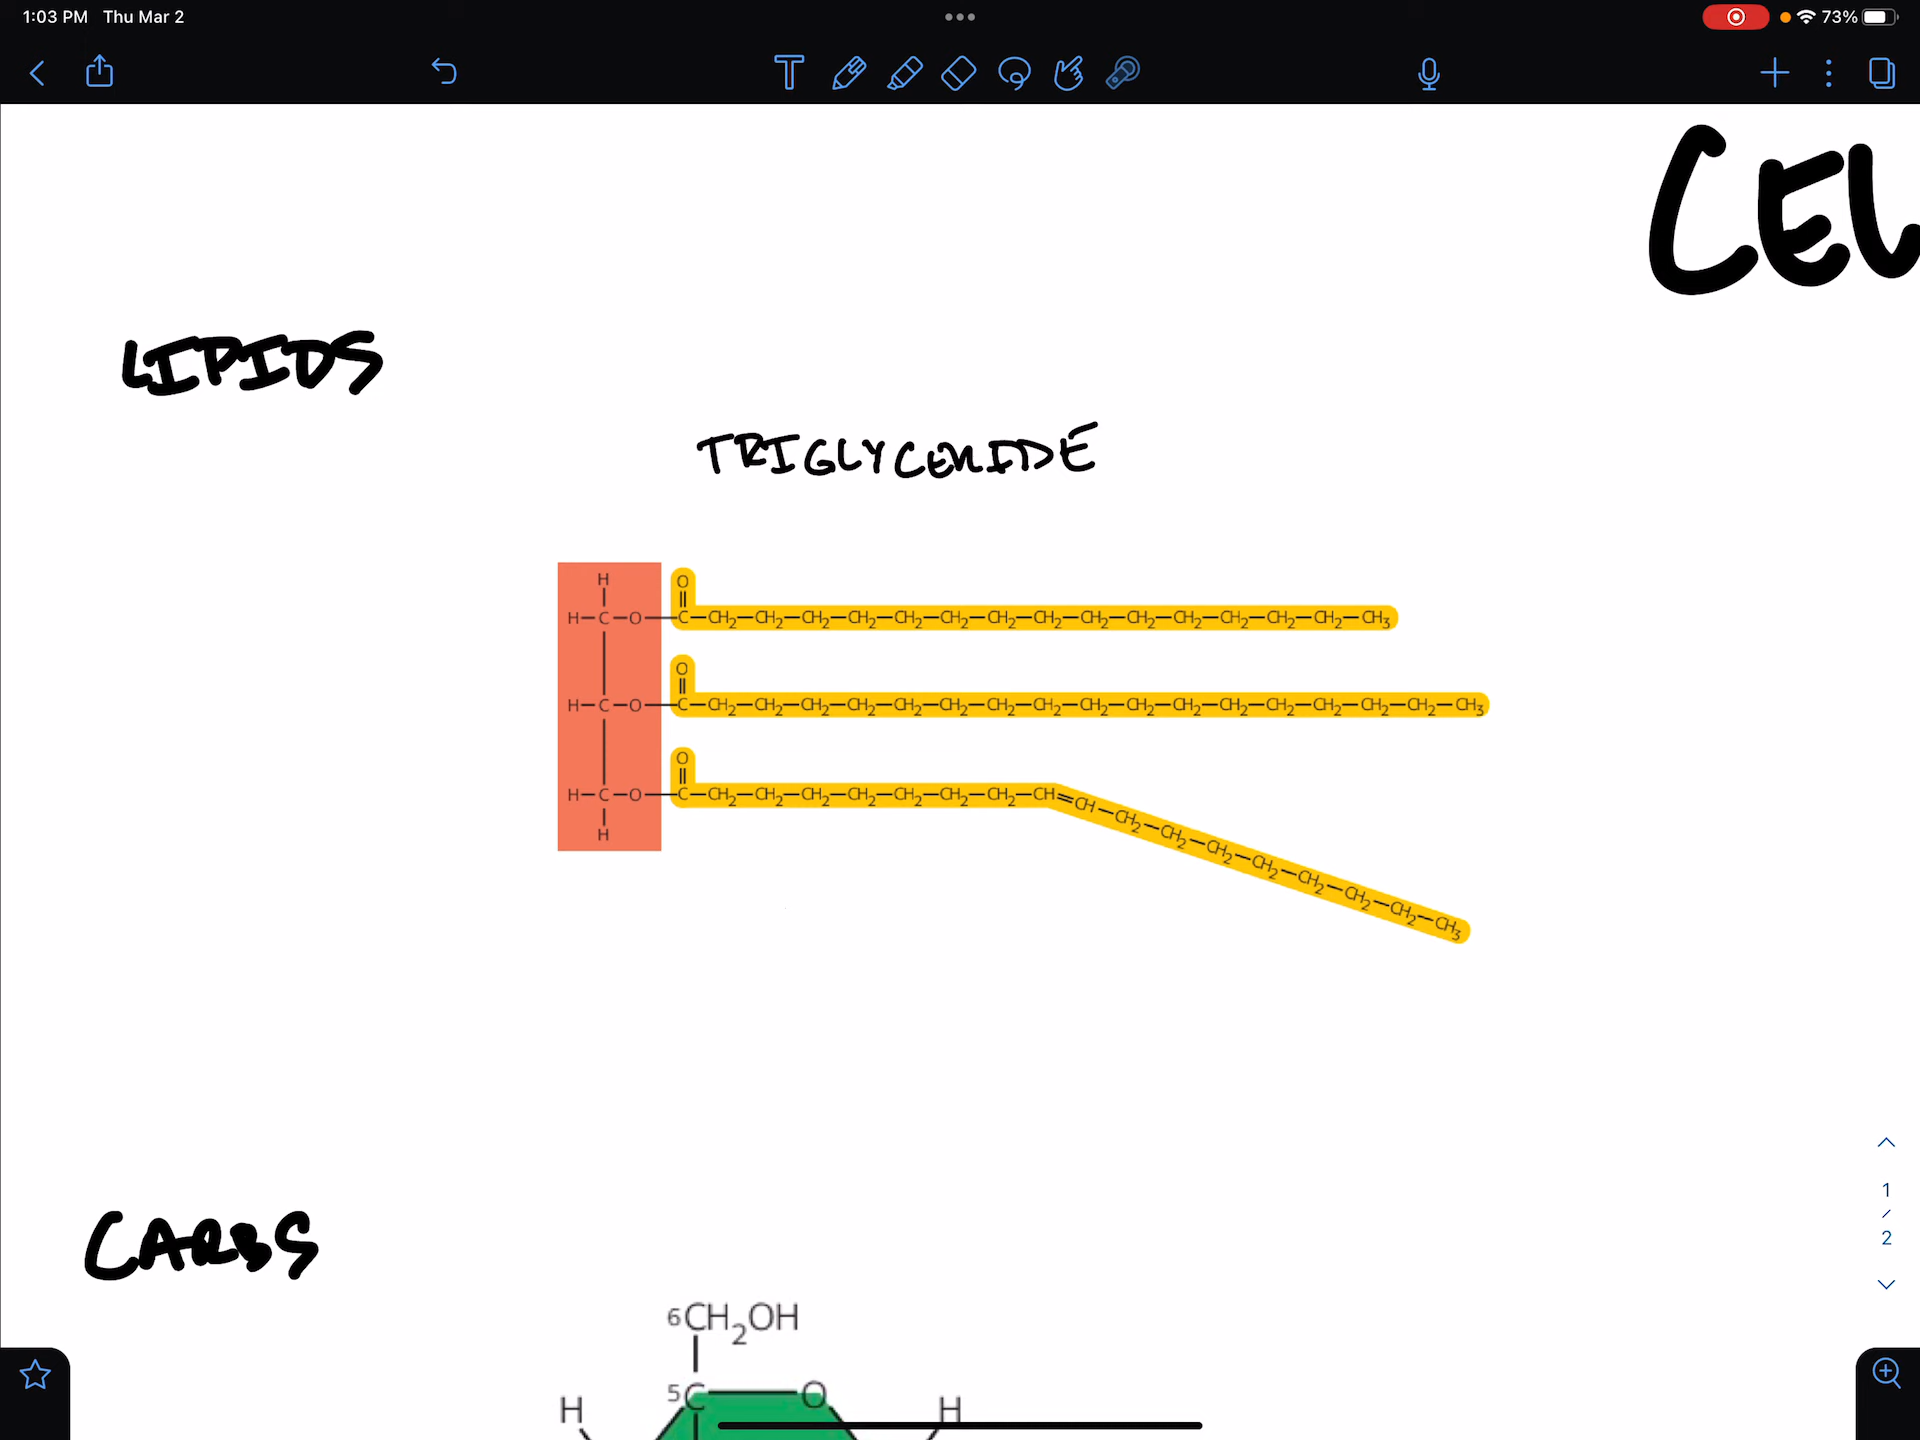 1:03 PM Thu Mar 2
73%
CEL
LIPIDS
TRIGLYCERIDE
H
O
H–C–O–C–CH2–CH2–CH2–CH2–CH2–CH2–CH2–CH2–CH2–CH2–CH2–CH2–CH2–CH2–CH3
O
H–C–O–C–CH2–CH2–CH2–CH2–CH2–CH2–CH2–CH2–CH2–CH2–CH2–CH2–CH2–CH2–CH2–CH2–CH3
O
H–C–O–C–CH2–CH2–CH2–CH2–CH2–CH2–CH2–CH=CH–CH2–CH2–CH2–CH2–CH2–CH2–CH2–CH3
H
1
/
2
CARBS
6CH2OH
5C O
H H